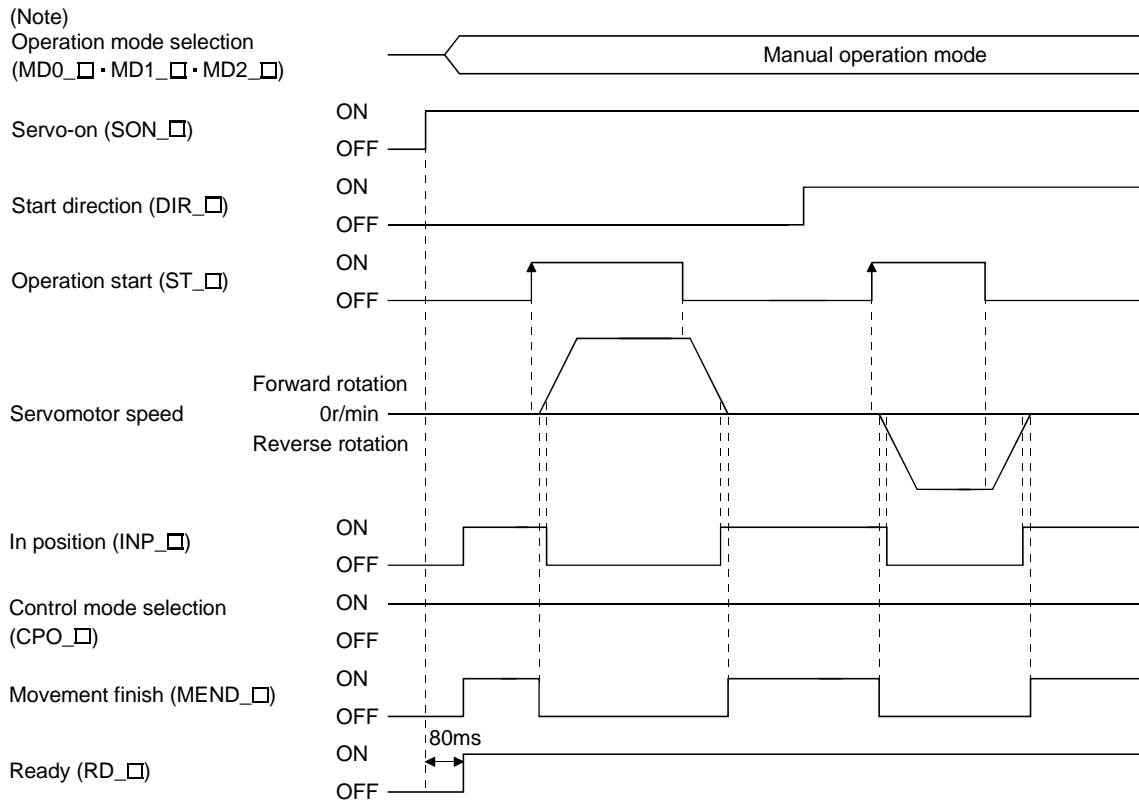 (Note)
Operation mode selection
(MD0_□ · MD1_□ · MD2_□)
Manual operation mode
Servo-on (SON_□)
ON
OFF
Start direction (DIR_□)
ON
OFF
Operation start (ST_□)
ON
OFF
Servomotor speed
Forward rotation
0r/min
Reverse rotation
In position (INP_□)
ON
OFF
Control mode selection
(CPO_□)
ON
OFF
Movement finish (MEND_□)
ON
OFF
80ms
Ready (RD_□)
ON
OFF